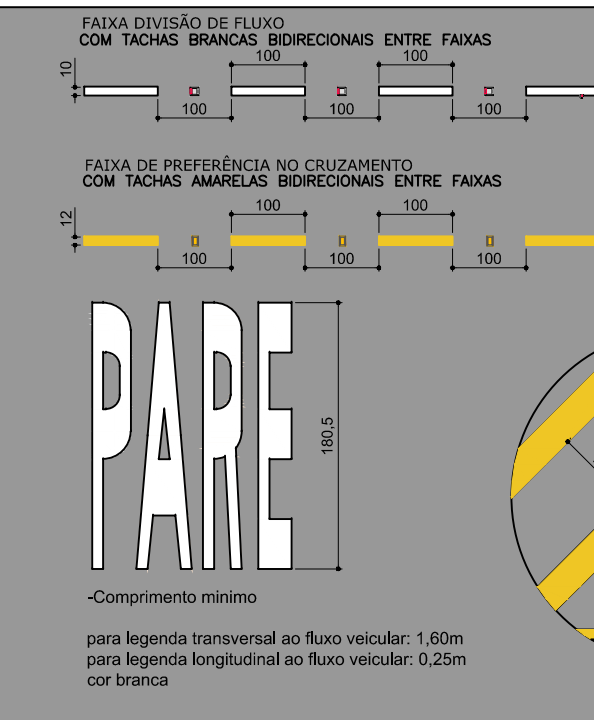 FAIXA DIVISÃO DE FLUXO
COM TACHAS BRANCAS BIDIRECIONAIS ENTRE FAIXAS
100 100
10
100 100 100
FAIXA DE PREFERÊNCIA NO CRUZAMENTO
COM TACHAS AMARELAS BIDIRECIONAIS ENTRE FAIXAS
100 100
12
100 100 100
PARE
180,5
-Comprimento minimo
para legenda transversal ao fluxo veicular: 1,60m
para legenda longitudinal ao fluxo veicular: 0,25m
cor branca